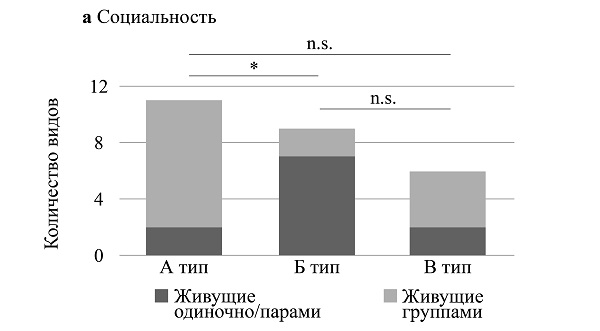 а Социальность
n.s.
*
n.s.
Количество видов
12
8
4
0
А тип Б тип В тип
Живущие одиночно/парами
Живущие группами